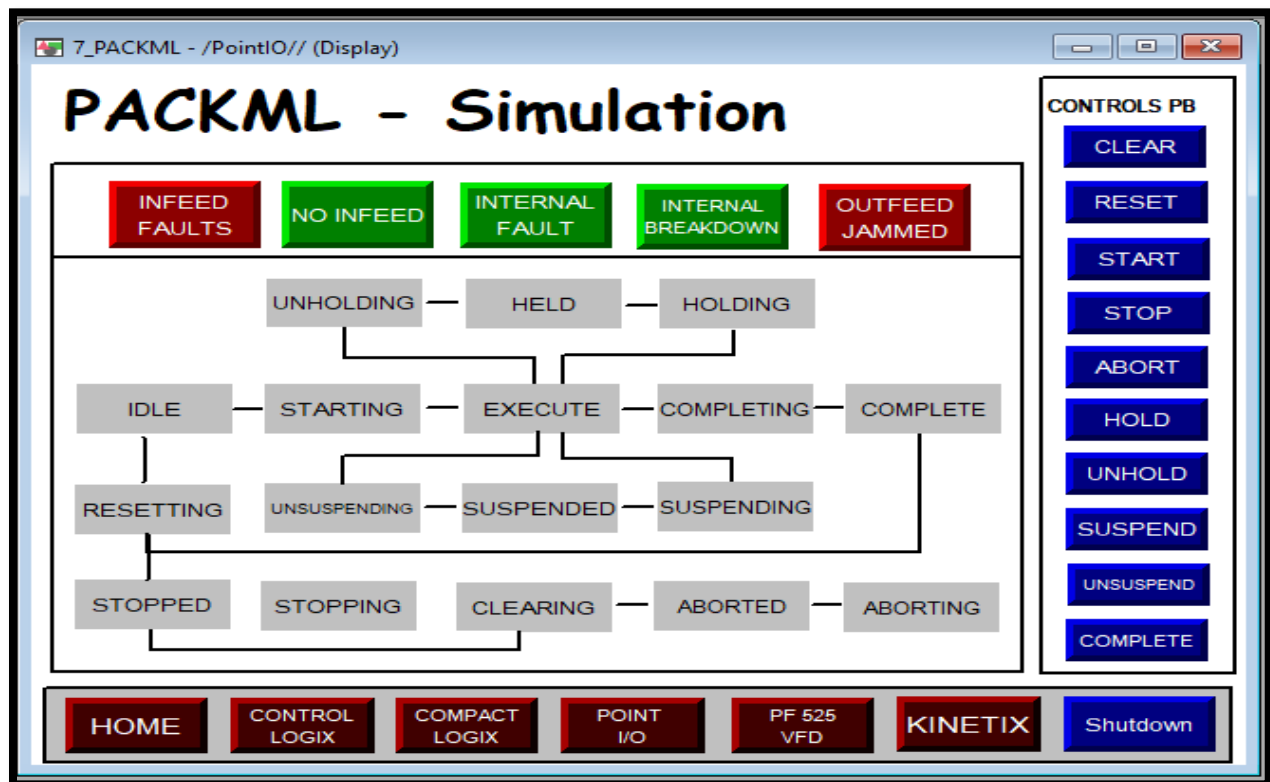 7_PACKML - /PointIO// (Display)
PACKML - Simulation
INFEED
FAULTS
NO INFEED
INTERNAL
FAULT
INTERNAL
BREAKDOWN
OUTFEED
JAMMED
UNHOLDING
HELD
HOLDING
IDLE
STARTING
EXECUTE
COMPLETING
COMPLETE
RESETTING
UNSUSPENDING
SUSPENDED
SUSPENDING
STOPPED
STOPPING
CLEARING
ABORTED
ABORTING
CONTROLS PB
CLEAR
RESET
START
STOP
ABORT
HOLD
UNHOLD
SUSPEND
UNSUSPEND
COMPLETE
HOME
CONTROL
LOGIX
COMPACT
LOGIX
POINT
I/O
PF 525
VFD
KINETIX
Shutdown